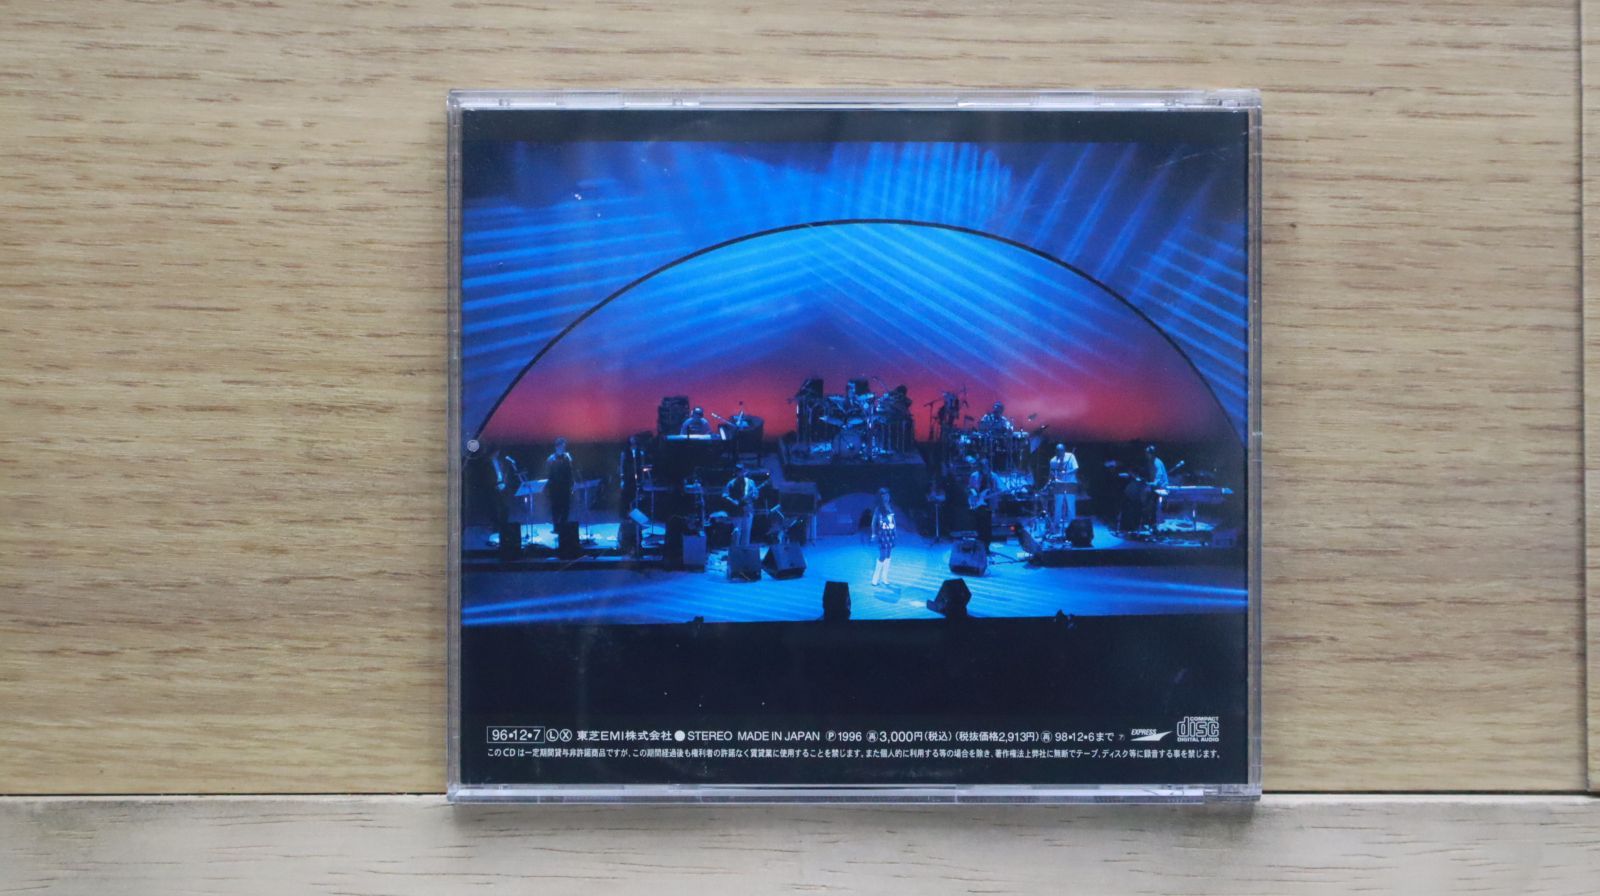 96•12•7 ⓁⓍ 東芝EMI株式会社 ● STEREO MADE IN JAPAN Ⓟ1996 ㊕3,000円(税込)(税抜価格2,913円)㊕98•12•6まで EXPRESS COMPACT disc DIGITAL AUDIO
このCDは一定期間貸与非許諾商品ですが、この期間経過後も権利者の許諾なく賃貸業に使用することを禁じます。また個人的に利用する等の場合を除き、著作権法上弊社に無断でテープ、ディスク等に録音する事を禁じます。